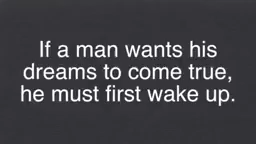 If a man wants his
dreams to come true,
he must first wake up.